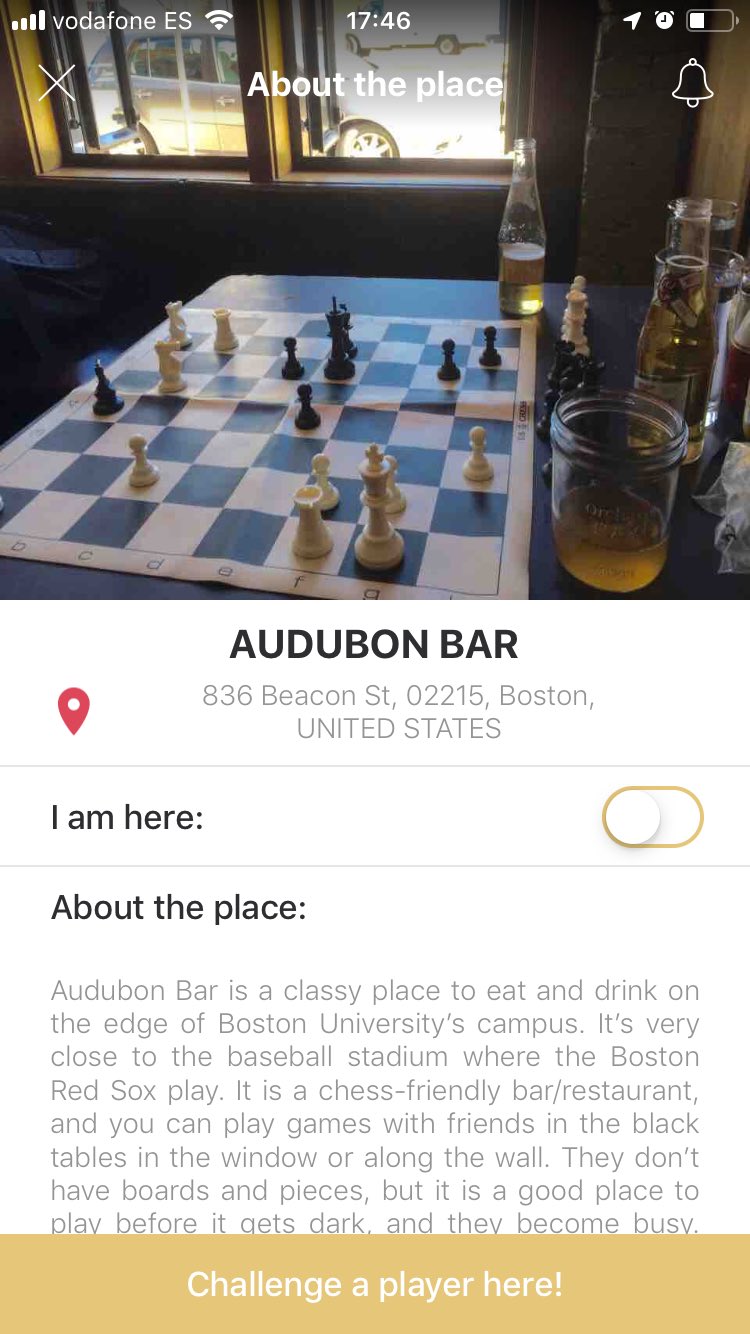 vodafone ES 17:46
About the place
US CHESS
b c d e f g
AUDUBON BAR
836 Beacon St, 02215, Boston,
UNITED STATES
I am here:
About the place:
Audubon Bar is a classy place to eat and drink on
the edge of Boston University’s campus. It’s very
close to the baseball stadium where the Boston
Red Sox play. It is a chess-friendly bar/restaurant,
and you can play games with friends in the black
tables in the window or along the wall. They don’t
have boards and pieces, but it is a good place to
play before it gets dark, and they become busy.
Challenge a player here!